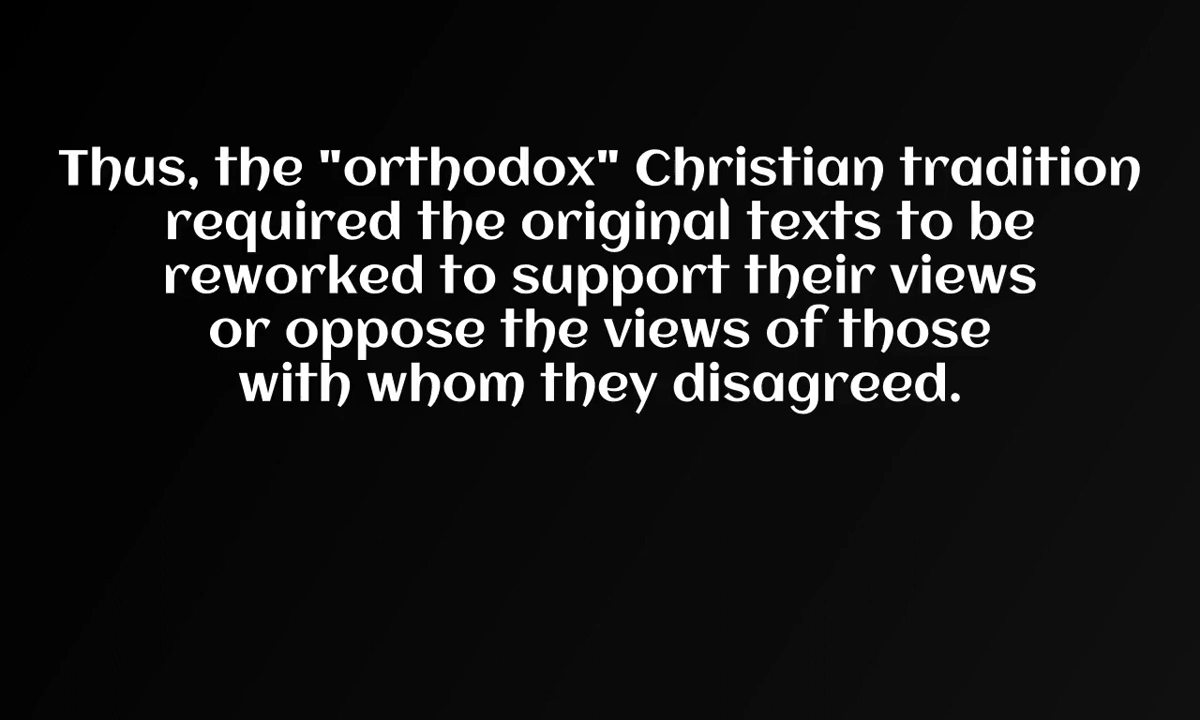 Thus, the "orthodox" Christian tradition
required the original texts to be
reworked to support their views
or oppose the views of those
with whom they disagreed.